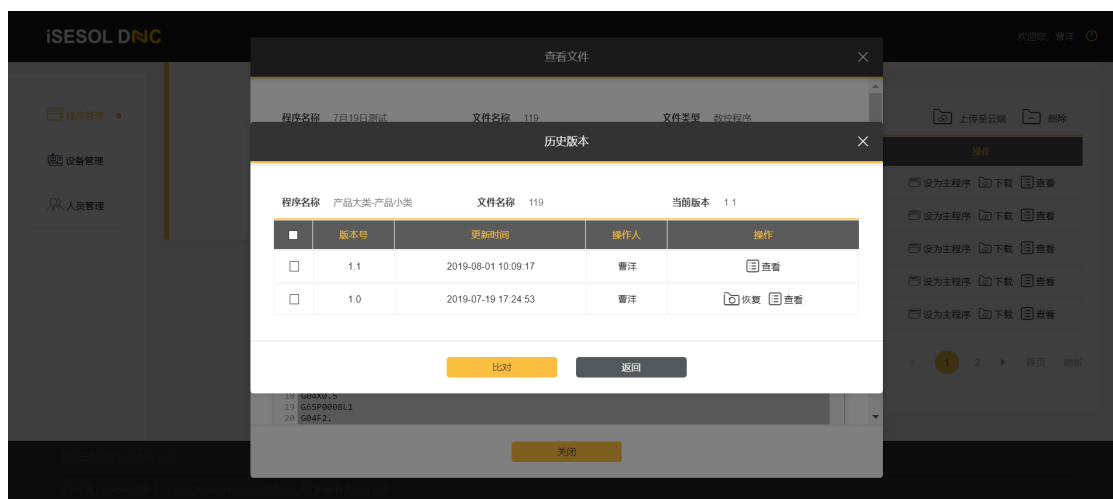 iSESOL DNC
欢迎您, 曹洋
查看文件
程序管理
设备管理
人员管理
程序名称 7月19日测试 文件名称 119 文件类型 数控程序
上传至云端 删除
操作
设为主程序 下载 查看
设为主程序 下载 查看
设为主程序 下载 查看
设为主程序 下载 查看
设为主程序 下载 查看
1 2 首页 刷新
历史版本
程序名称 产品大类-产品小类 文件名称 119 当前版本 1.1
版本号 更新时间 操作人 操作
1.1 2019-08-01 10:09:17 曹洋 查看
1.0 2019-07-19 17:24:53 曹洋 恢复 查看
比对 返回
18 G04X0.5
19 G65P0008L1
20 G04F2.
关闭